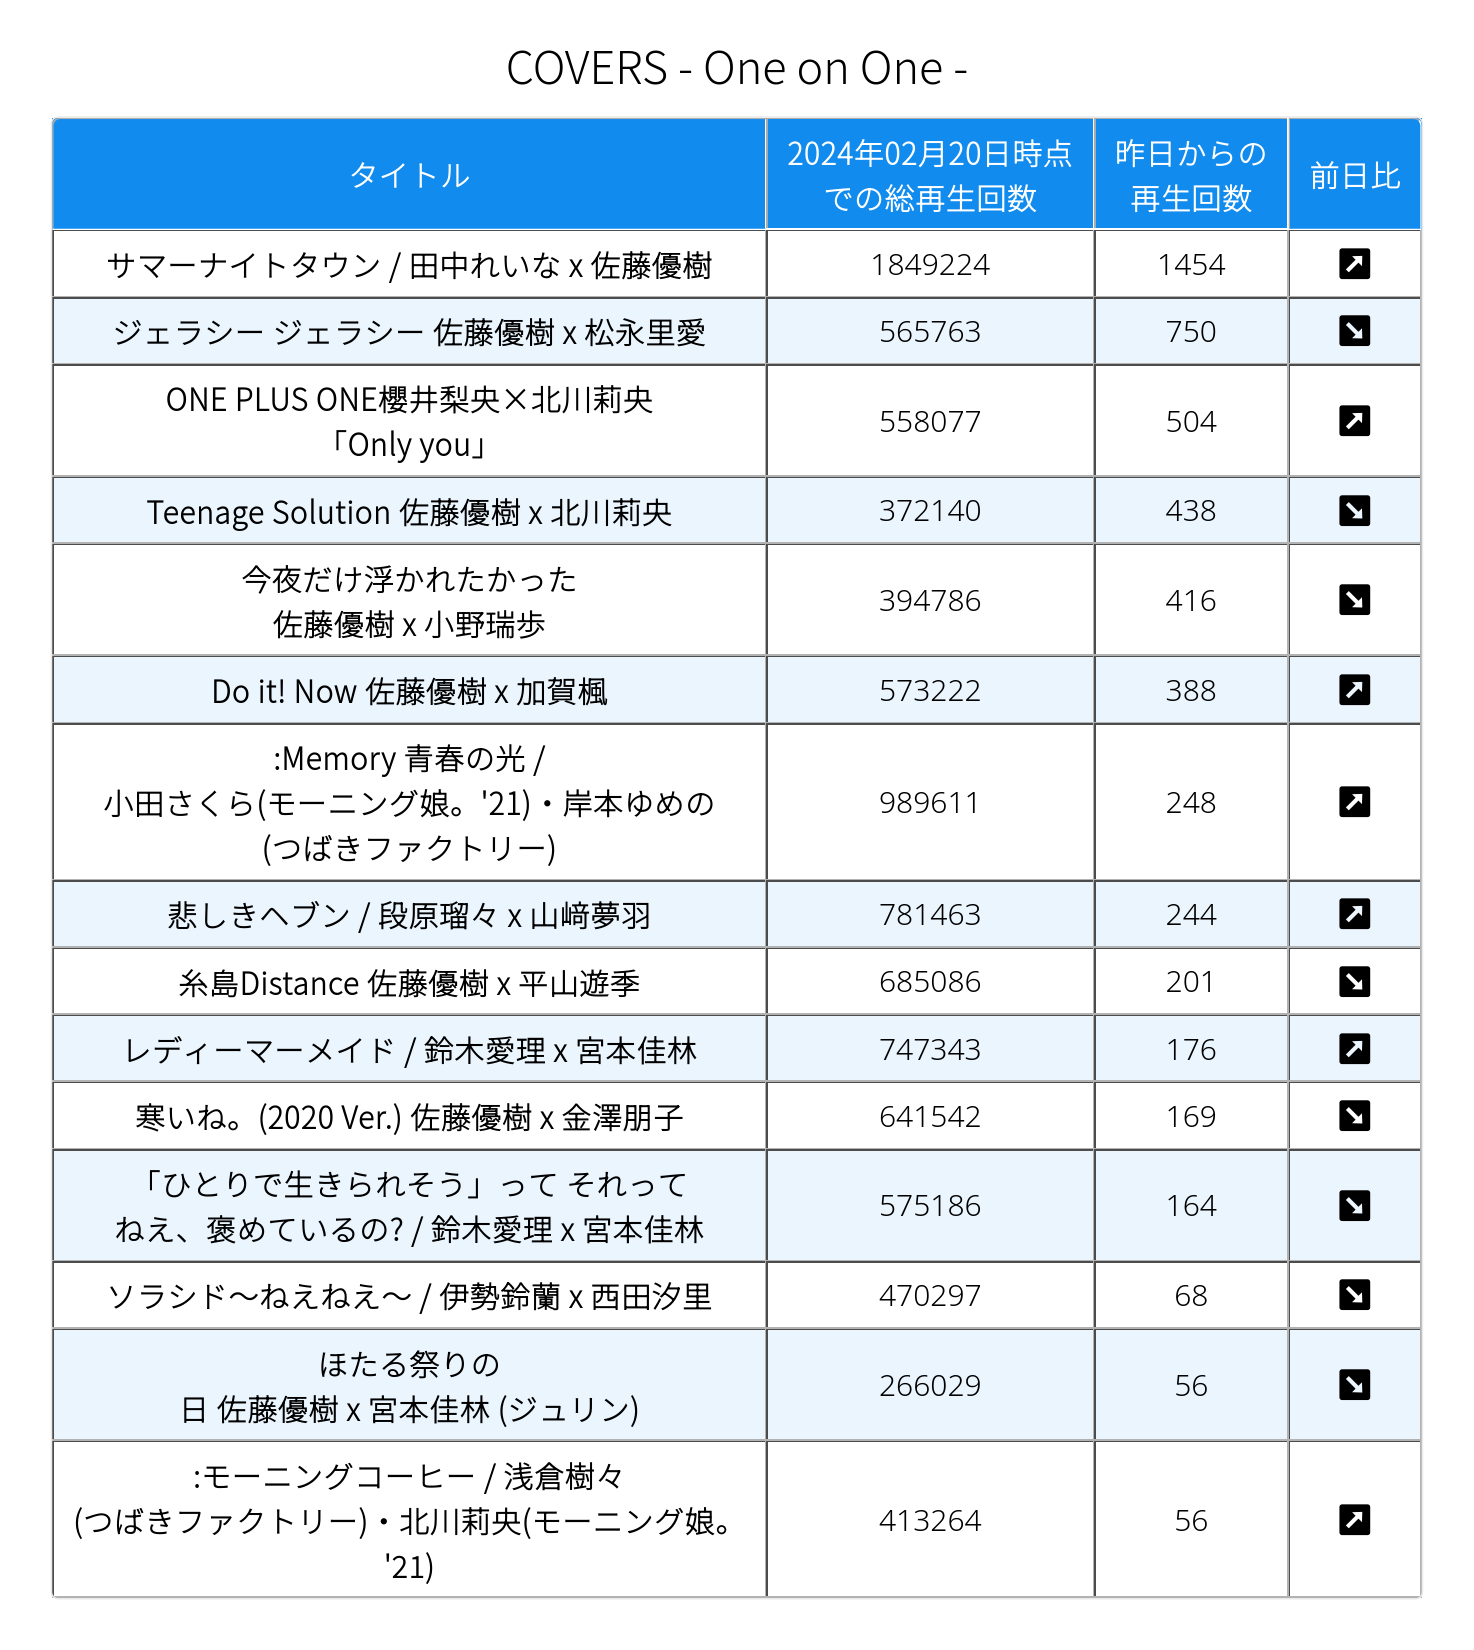 COVERS - One on One -
タイトル
2024年02月20日時点
での総再生回数
昨日からの
再生回数
前日比
サマーナイトタウン / 田中れいな x 佐藤優樹
1849224
1454
ジェラシー ジェラシー 佐藤優樹 x 松永里愛
565763
750
ONE PLUS ONE櫻井梨央×北川莉央
「Only you」
558077
504
Teenage Solution 佐藤優樹 x 北川莉央
372140
438
今夜だけ浮かれたかった
佐藤優樹 x 小野瑞歩
394786
416
Do it! Now 佐藤優樹 x 加賀楓
573222
388
:Memory 青春の光 /
小田さくら(モーニング娘。'21)・岸本ゆめの
(つばきファクトリー)
989611
248
悲しきヘブン / 段原瑠々 x 山﨑夢羽
781463
244
糸島Distance 佐藤優樹 x 平山遊季
685086
201
レディーマーメイド / 鈴木愛理 x 宮本佳林
747343
176
寒いね。(2020 Ver.) 佐藤優樹 x 金澤朋子
641542
169
「ひとりで生きられそう」って それって
ねえ、褒めているの? / 鈴木愛理 x 宮本佳林
575186
164
ソラシド〜ねえねえ〜 / 伊勢鈴蘭 x 西田汐里
470297
68
ほたる祭りの
日 佐藤優樹 x 宮本佳林 (ジュリン)
266029
56
:モーニングコーヒー / 浅倉樹々
(つばきファクトリー)・北川莉央(モーニング娘。
'21)
413264
56